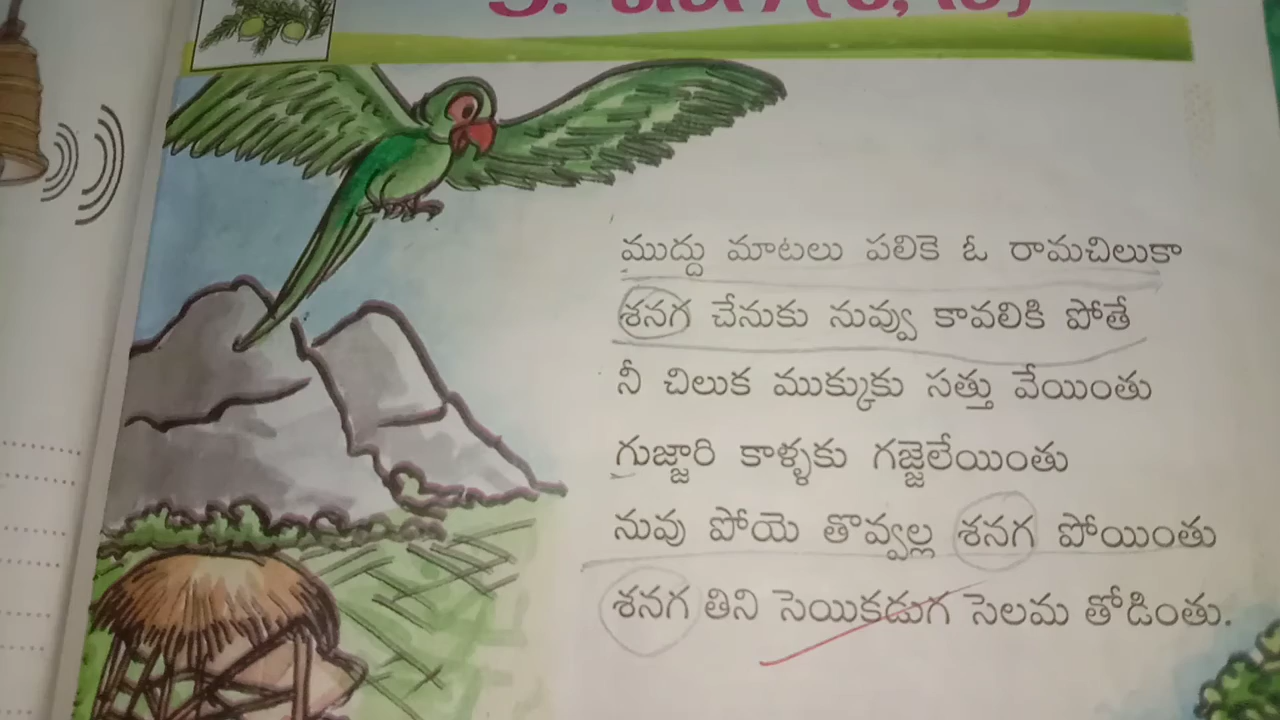 ముద్దు మాటలు పలికె ఓ రామచిలుకా
శనగ చేనుకు నువ్వు కావలికి పోతే
నీ చిలుక ముక్కుకు సత్తు వేయింతు
గుజ్జారి కాళ్ళకు గజ్జెలేయింతు
నువు పోయె తొవ్వల్ల శనగ పోయింతు
శనగ తిని సెయికడుగ సెలమ తోడింతు.